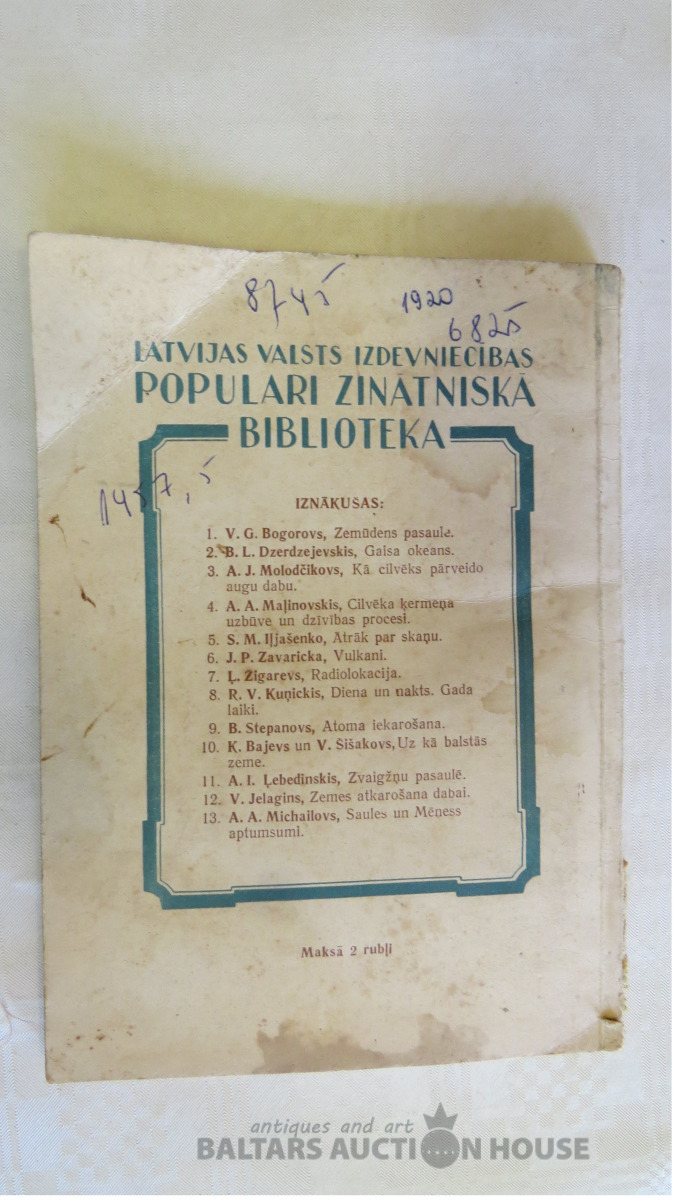 8745
1920
6825
LATVIJAS VALSTS IZDEVNIECĪBAS
POPULARI ZINĀTNISKĀ
BIBLIOTEKA
1457,5
IZNĀKUŠAS:
1. V. G. Bogorovs, Zemūdens pasaule.
2. B. L. Dzerdzejevskis, Gaisa okeans.
3. A. J. Molodčikovs, Kā cilvēks pārveido
augu dabu.
4. A. A. Maļinovskis, Cilvēka ķermeņa
uzbūve un dzīvības procesi.
5. S. M. Iļjašenko, Ātrāk par skaņu.
6. J. P. Zavaricka, Vulkani.
7. Ļ. Žigarevs, Radiolokacija.
8. R. V. Kuņickis, Diena un nakts. Gada
laiki.
9. B. Stepanovs, Atoma iekarošana.
10. K. Bajevs un V. Šišakovs, Uz kā balstās
zeme.
11. A. I. Ļebedinskis, Zvaigžņu pasaulē.
12. V. Jelagins, Zemes atkarošana dabai.
13. A. A. Michailovs, Saules un Mēness
aptumsumi.
Maksā 2 rubļi
antiques and art
BALTARS AUCTION HOUSE